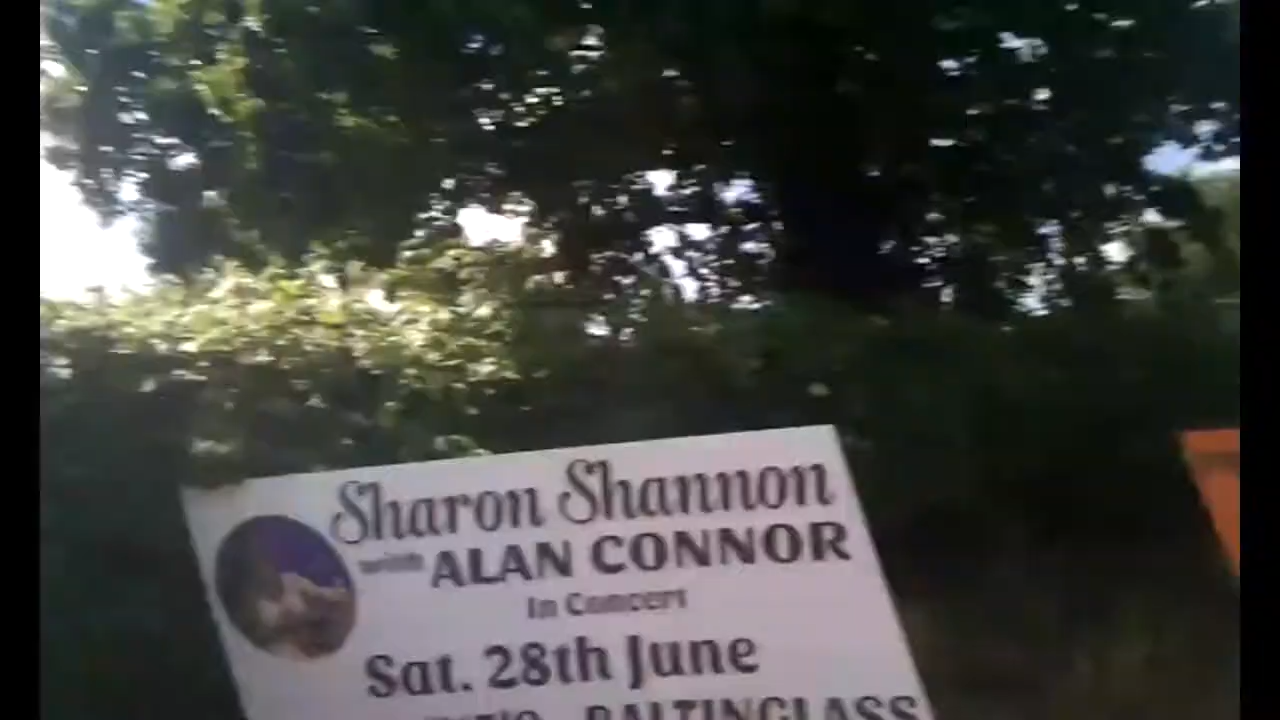 Sharon Shannon
with ALAN CONNOR
In Concert
Sat. 28th June
BALTINGLASS